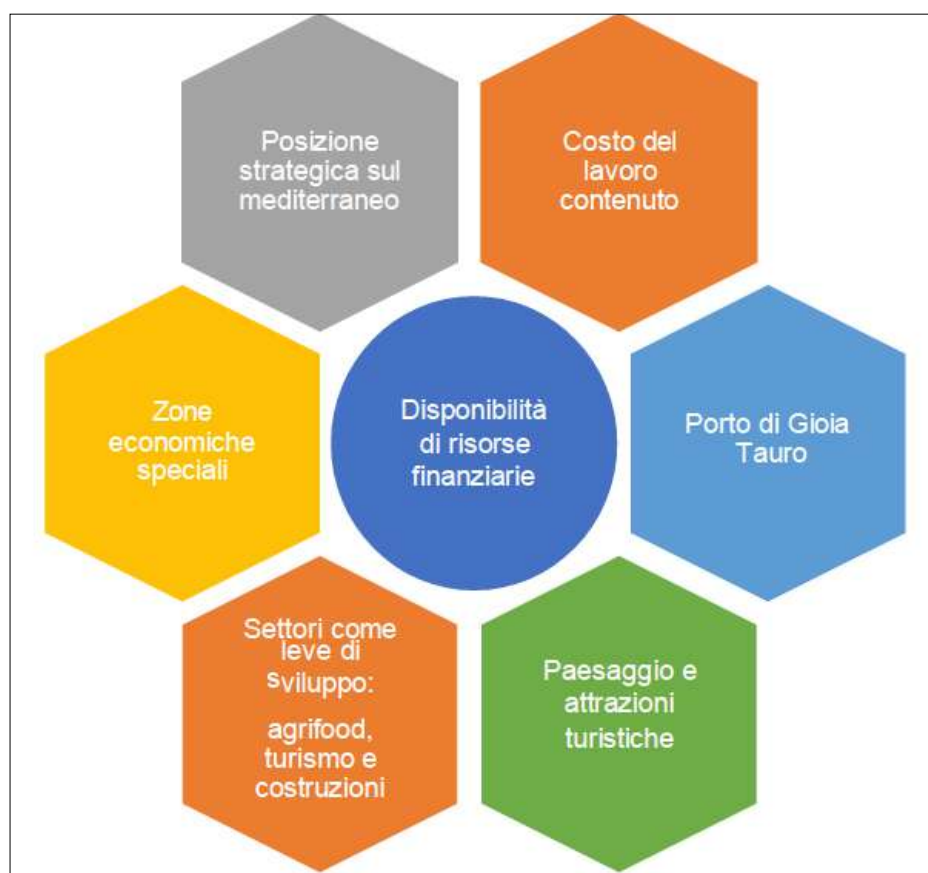 Posizione
strategica sul
mediterraneo
Costo del
lavoro
contenuto
Zone
economiche
speciali
Disponibilità
di risorse
finanziarie
Porto di Gioia
Tauro
Settori come
leve di
sviluppo:
agrifood,
turismo e
costruzioni
Paesaggio e
attrazioni
turistiche